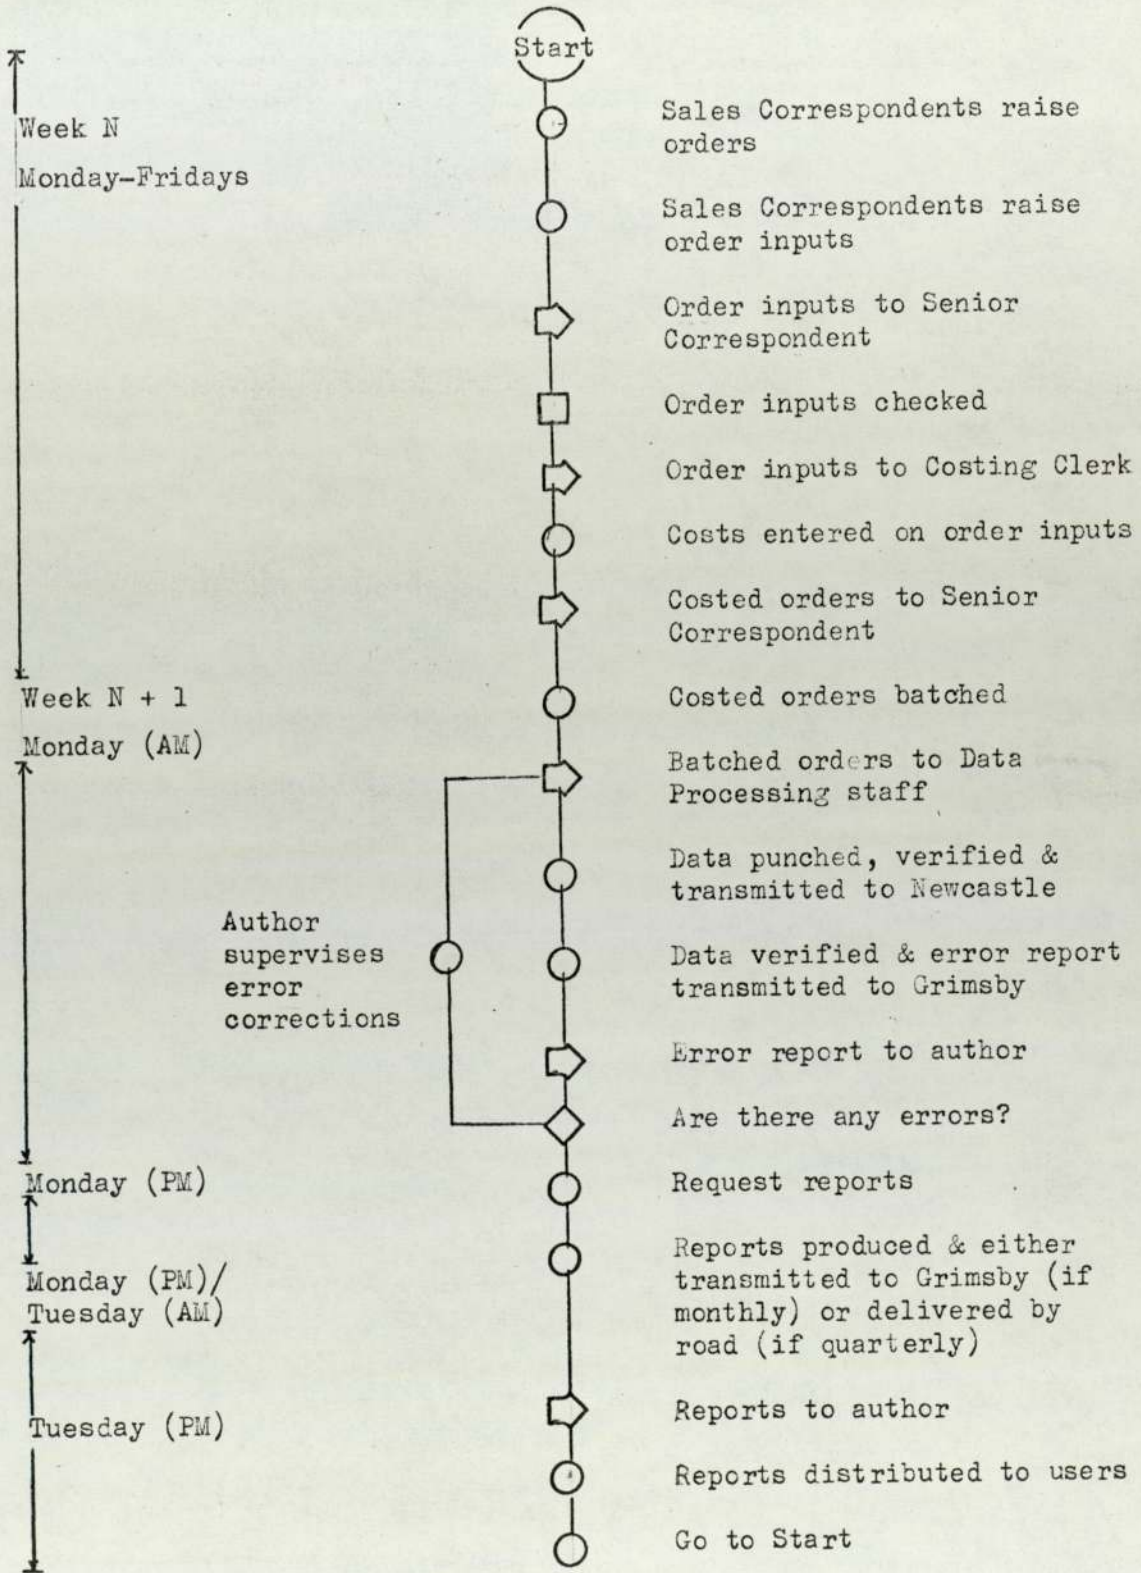 Start
Week N
Monday-Fridays
Sales Correspondents raise
orders
Sales Correspondents raise
order inputs
Order inputs to Senior
Correspondent
Order inputs checked
Order inputs to Costing Clerk
Costs entered on order inputs
Costed orders to Senior
Correspondent
Week N + 1
Monday (AM)
Costed orders batched
Batched orders to Data
Processing staff
Data punched, verified &
transmitted to Newcastle
Author
supervises
error
corrections
Data verified & error report
transmitted to Grimsby
Error report to author
Are there any errors?
Monday (PM)
Request reports
Monday (PM)/
Tuesday (AM)
Reports produced & either
transmitted to Grimsby (if
monthly) or delivered by
road (if quarterly)
Tuesday (PM)
Reports to author
Reports distributed to users
Go to Start